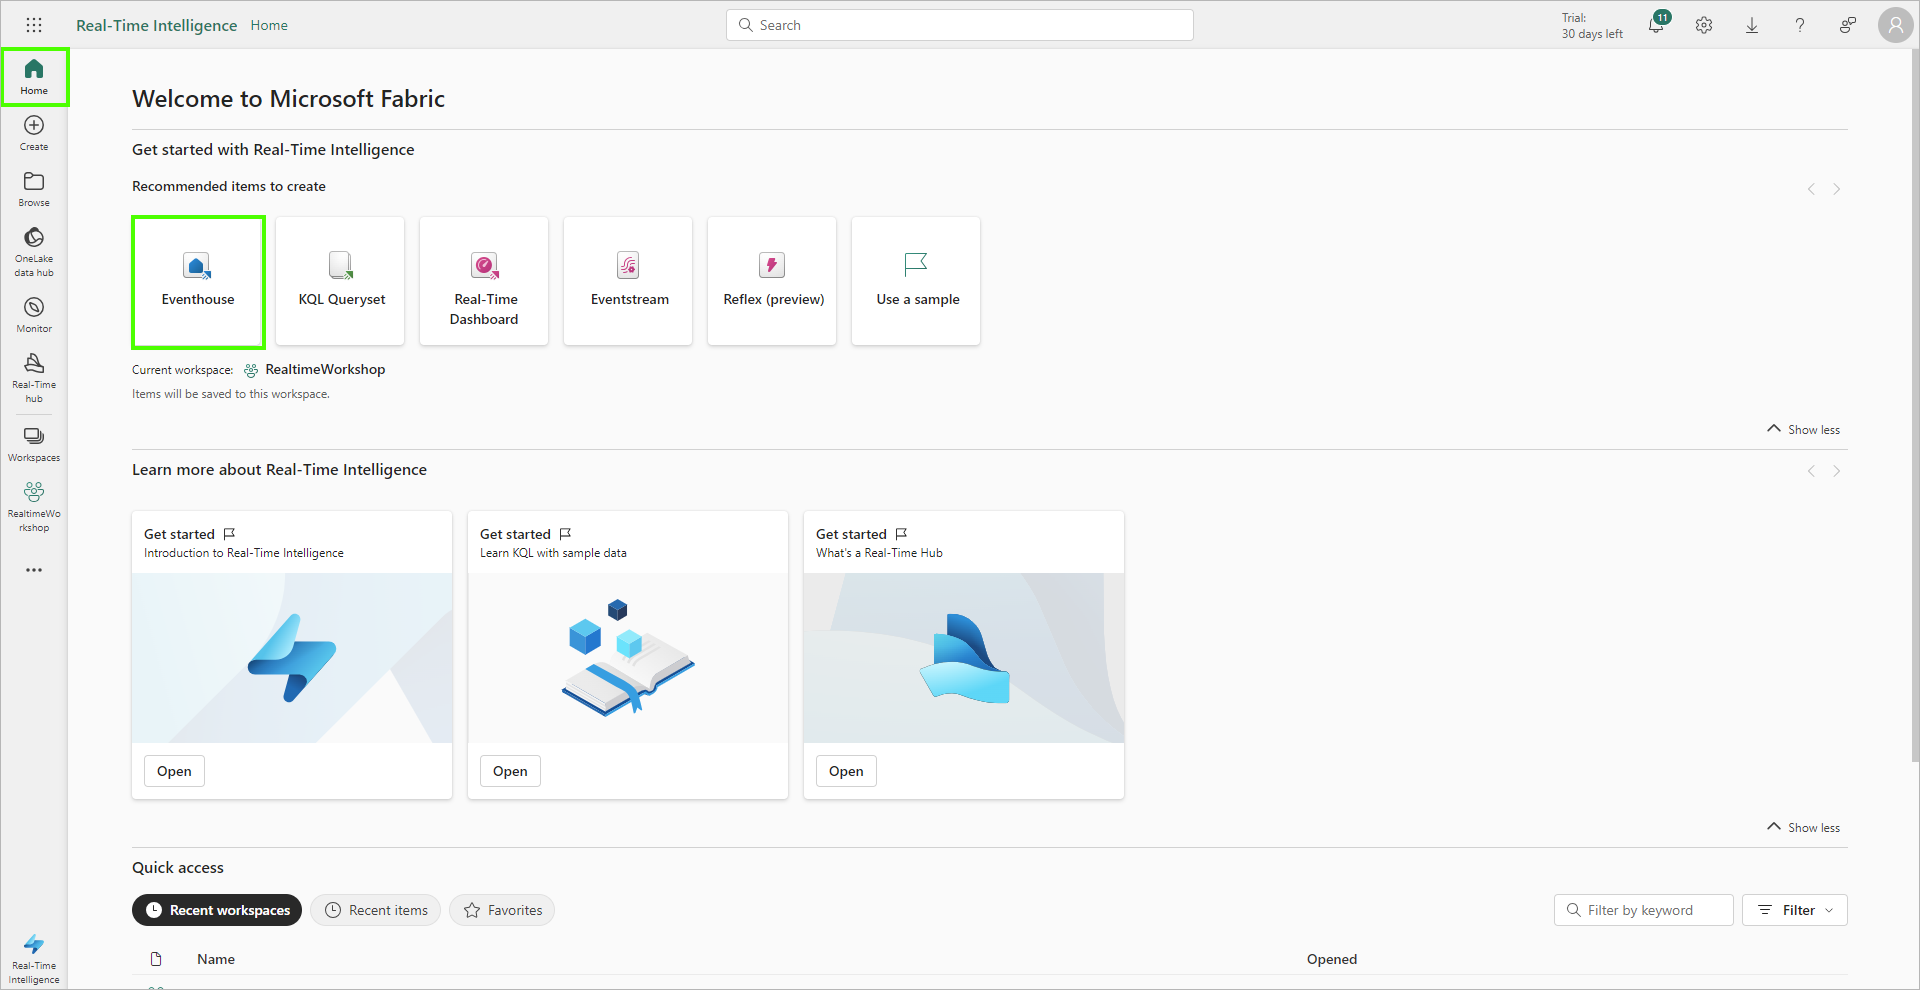 Real-Time Intelligence Home
Search
Trial:
30 days left
11
Home
Create
Browse
OneLake
data hub
Monitor
Real-Time
hub
Workspaces
RealtimeWo
rkshop
Real-Time
Intelligence
Welcome to Microsoft Fabric
Get started with Real-Time Intelligence
Recommended items to create
Eventhouse
KQL Queryset
Real-Time
Dashboard
Eventstream
Reflex (preview)
Use a sample
Current workspace: RealtimeWorkshop
Items will be saved to this workspace.
Show less
Learn more about Real-Time Intelligence
Get started
Introduction to Real-Time Intelligence
Open
Get started
Learn KQL with sample data
Open
Get started
What's a Real-Time Hub
Open
Show less
Quick access
Recent workspaces
Recent items
Favorites
Filter by keyword
Filter
Name
Opened